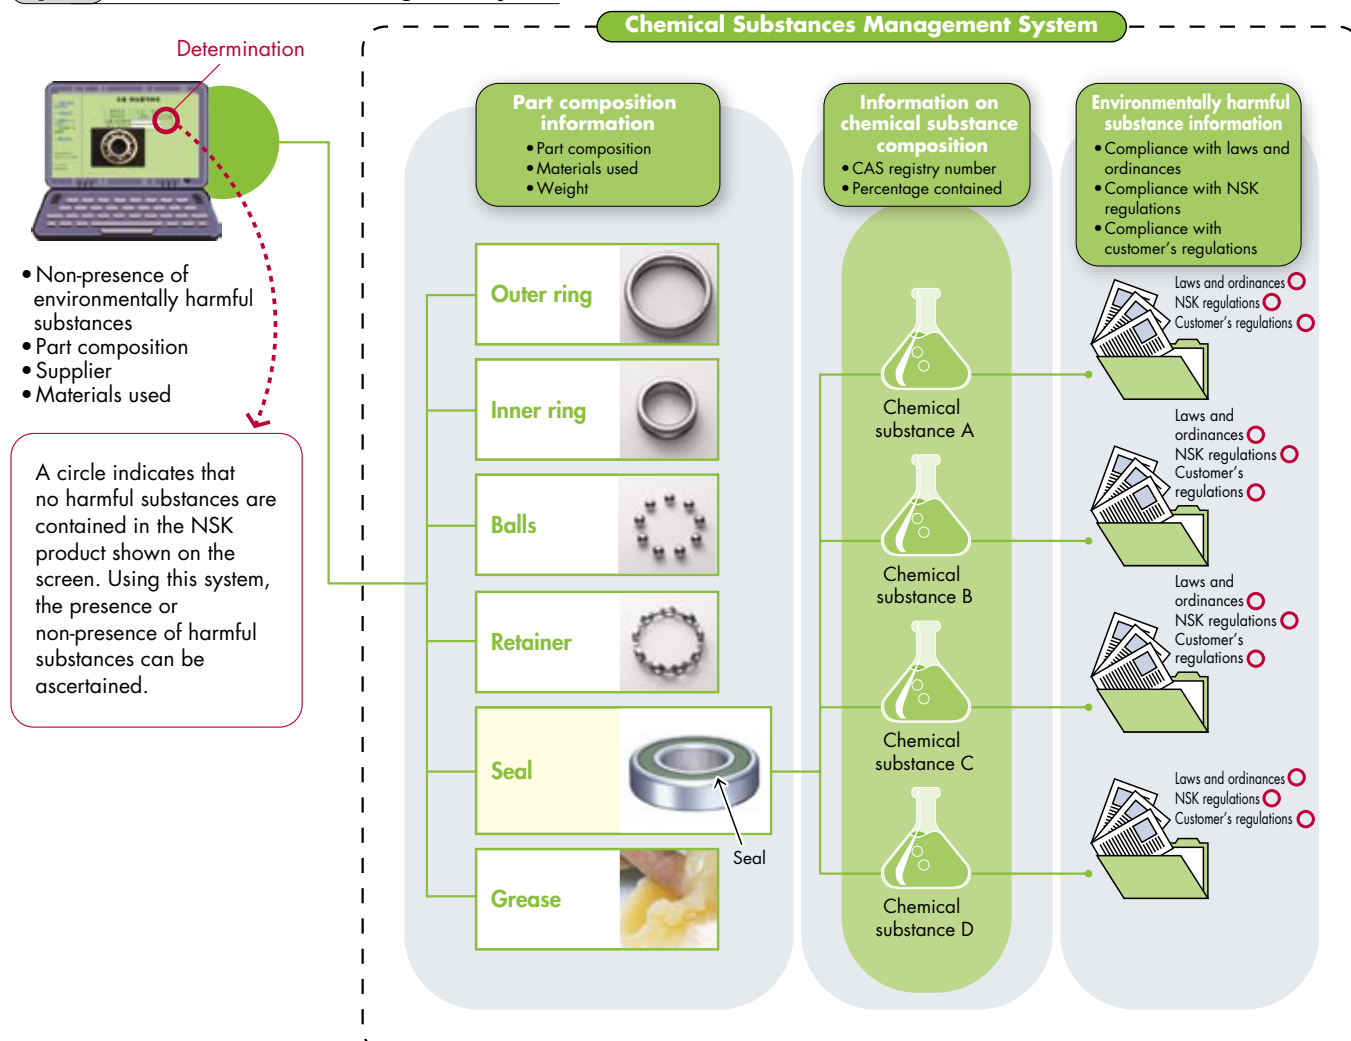 Chemical Substances Management System
Determination
Part composition
information
•Part composition
•Materials used
•Weight
Information on
chemical substance
composition
•CAS registry number
•Percentage contained
Environmentally harmful
substance information
•Compliance with laws and
ordinances
•Compliance with NSK
regulations
•Compliance with
customer's regulations
•Non-presence of
environmentally harmful
substances
•Part composition
•Supplier
•Materials used
A circle indicates that
no harmful substances are
contained in the NSK
product shown on the
screen. Using this system,
the presence or
non-presence of harmful
substances can be
ascertained.
Outer ring
Inner ring
Balls
Retainer
Seal
Seal
Grease
Chemical
substance A
Chemical
substance B
Chemical
substance C
Chemical
substance D
Laws and ordinances
NSK regulations
Customer's regulations
Laws and
ordinances
NSK regulations
Customer's
regulations
Laws and
ordinances
NSK regulations
Customer's
regulations
Laws and ordinances
NSK regulations
Customer's regulations